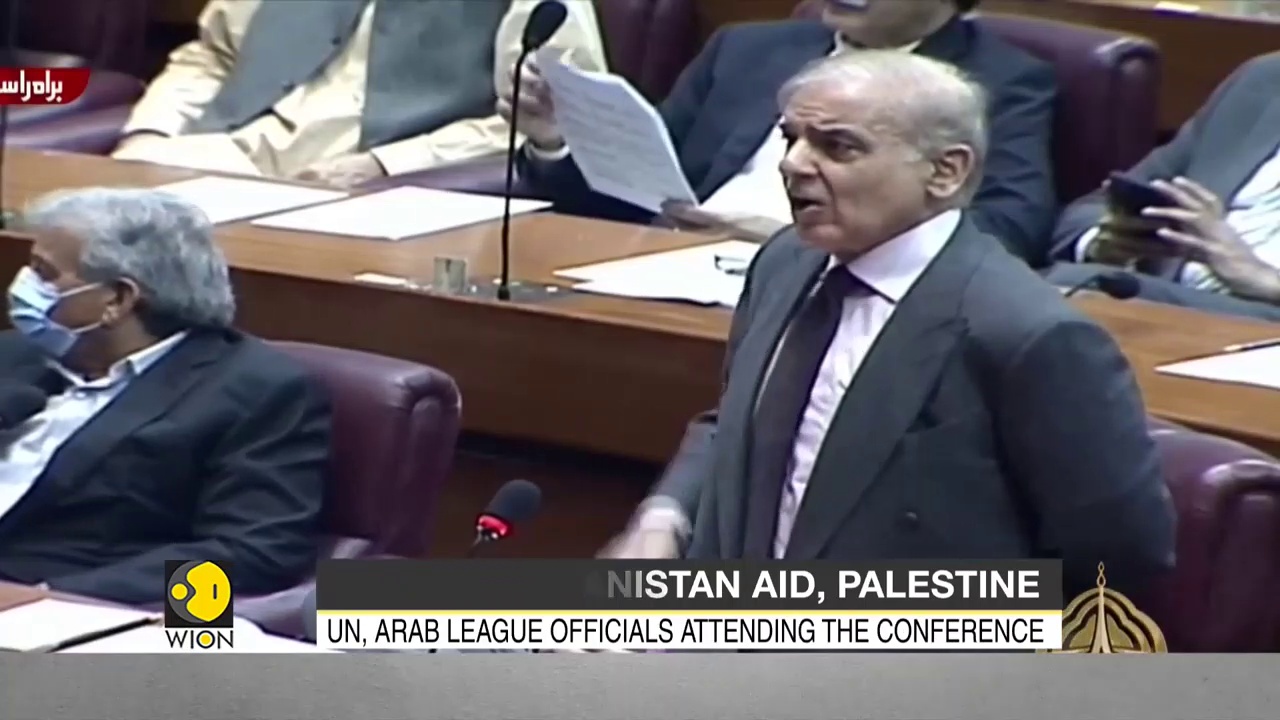 براہ راس
NISTAN AID, PALESTINE
WION
UN, ARAB LEAGUE OFFICIALS ATTENDING THE CONFERENCE